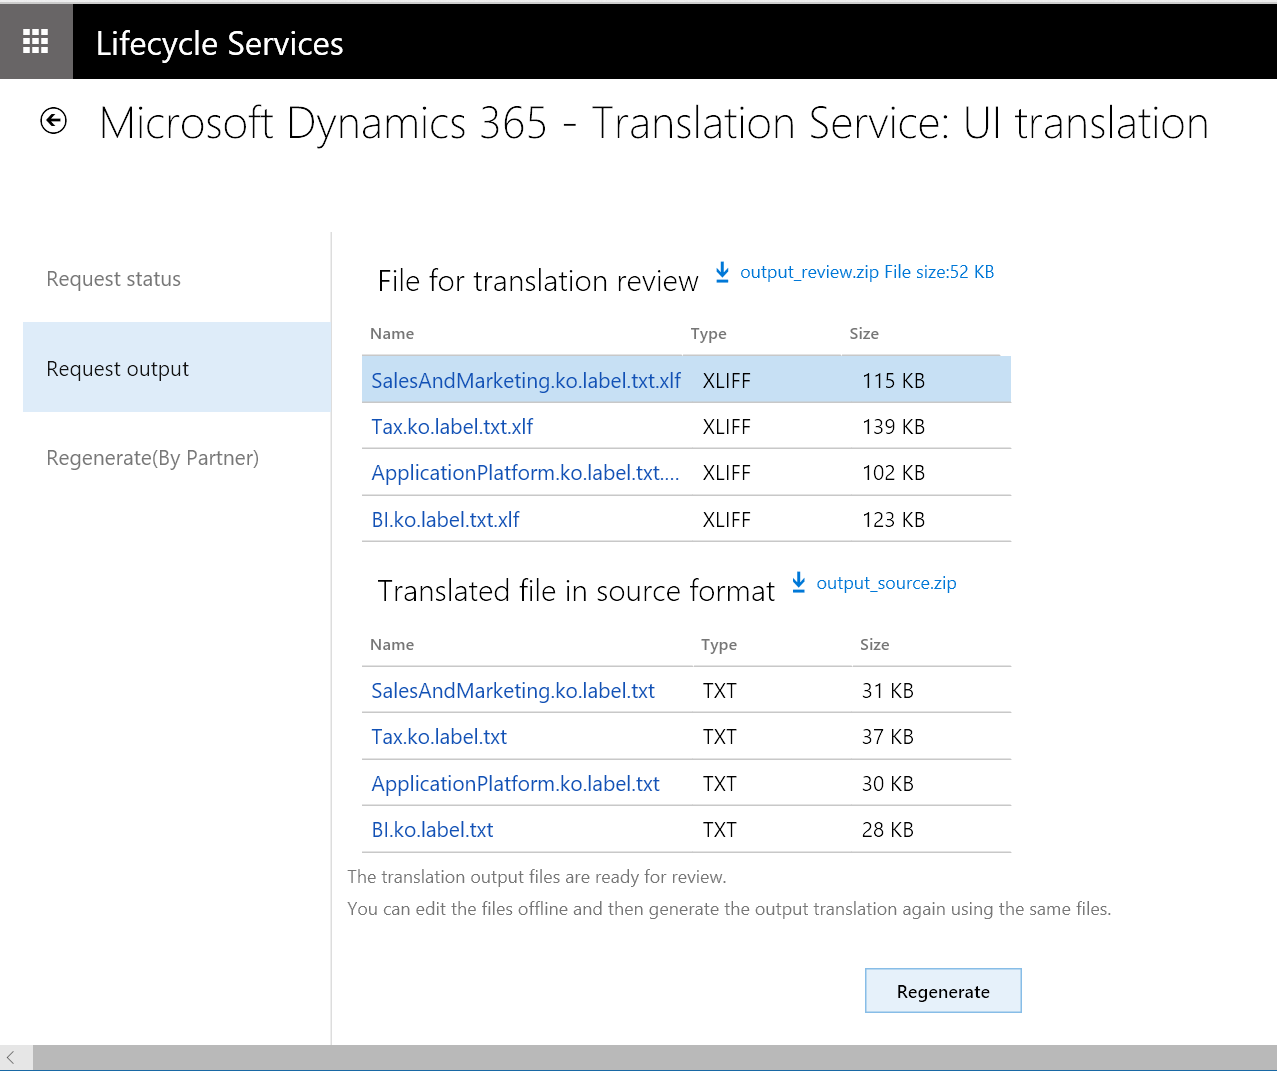 Lifecycle Services
Microsoft Dynamics 365 - Translation Service: UI translation
Request status
Request output
Regenerate(By Partner)
File for translation review output_review.zip File size:52 KB
Name Type Size
SalesAndMarketing.ko.label.txt.xlf XLIFF 115 KB
Tax.ko.label.txt.xlf XLIFF 139 KB
ApplicationPlatform.ko.label.txt.... XLIFF 102 KB
BI.ko.label.txt.xlf XLIFF 123 KB
Translated file in source format output_source.zip
Name Type Size
SalesAndMarketing.ko.label.txt TXT 31 KB
Tax.ko.label.txt TXT 37 KB
ApplicationPlatform.ko.label.txt TXT 30 KB
BI.ko.label.txt TXT 28 KB
The translation output files are ready for review.
You can edit the files offline and then generate the output translation again using the same files.
Regenerate